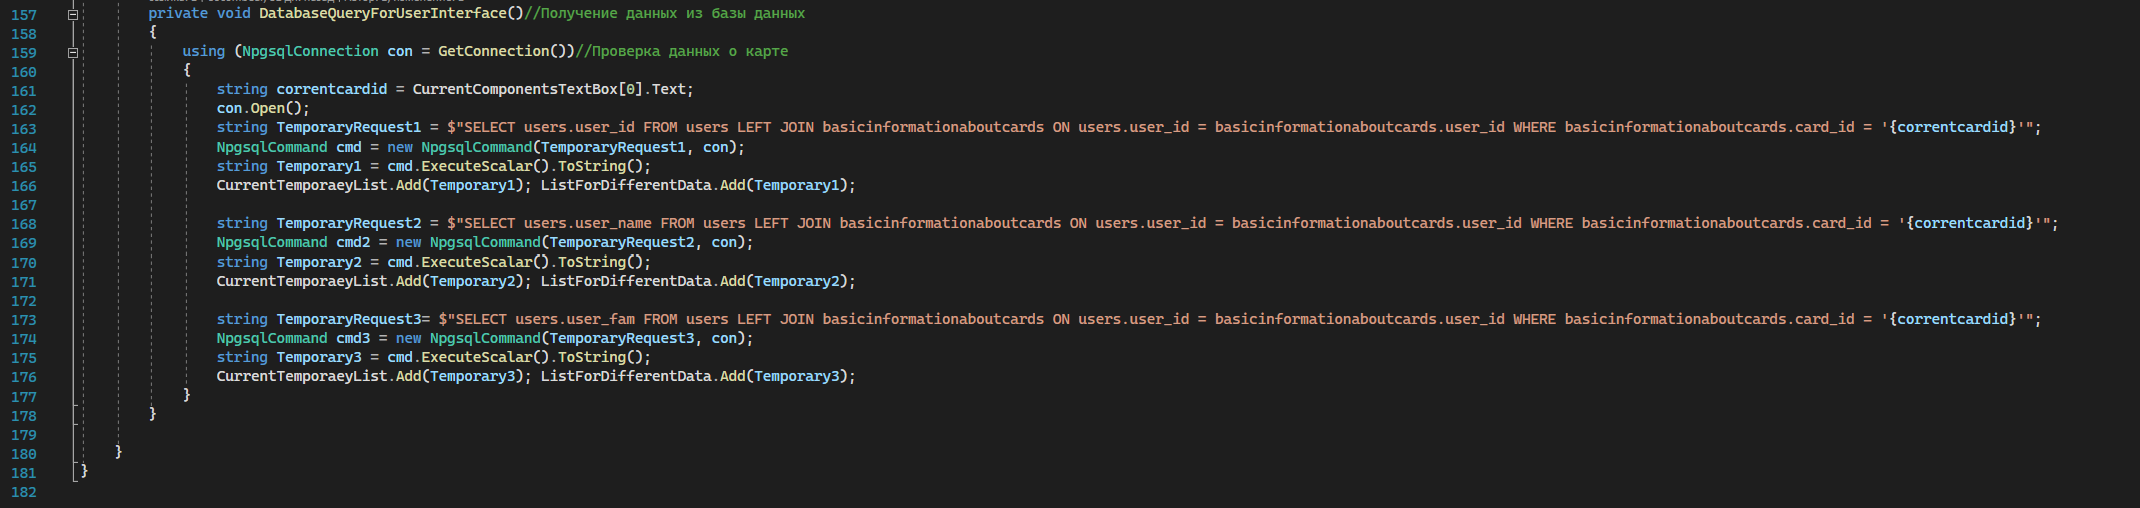 157 private void DatabaseQueryForUserInterface()//Получение данных из базы данных
158 {
159 using (NpgsqlConnection con = GetConnection())//Проверка данных о карте
160 {
161 string correntcardid = CurrentComponentsTextBox[0].Text;
162 con.Open();
163 string TemporaryRequest1 = $"SELECT users.user_id FROM users LEFT JOIN basicinformationaboutcards ON users.user_id = basicinformationaboutcards.user_id WHERE basicinformationaboutcards.card_id = '{correntcardid}'";
164 NpgsqlCommand cmd = new NpgsqlCommand(TemporaryRequest1, con);
165 string Temporary1 = cmd.ExecuteScalar().ToString();
166 CurrentTemporaeyList.Add(Temporary1); ListForDifferentData.Add(Temporary1);
167
168 string TemporaryRequest2 = $"SELECT users.user_name FROM users LEFT JOIN basicinformationaboutcards ON users.user_id = basicinformationaboutcards.user_id WHERE basicinformationaboutcards.card_id = '{correntcardid}'";
169 NpgsqlCommand cmd2 = new NpgsqlCommand(TemporaryRequest2, con);
170 string Temporary2 = cmd.ExecuteScalar().ToString();
171 CurrentTemporaeyList.Add(Temporary2); ListForDifferentData.Add(Temporary2);
172
173 string TemporaryRequest3= $"SELECT users.user_fam FROM users LEFT JOIN basicinformationaboutcards ON users.user_id = basicinformationaboutcards.user_id WHERE basicinformationaboutcards.card_id = '{correntcardid}'";
174 NpgsqlCommand cmd3 = new NpgsqlCommand(TemporaryRequest3, con);
175 string Temporary3 = cmd.ExecuteScalar().ToString();
176 CurrentTemporaeyList.Add(Temporary3); ListForDifferentData.Add(Temporary3);
177 }
178 }
179
180 }
181 }
182